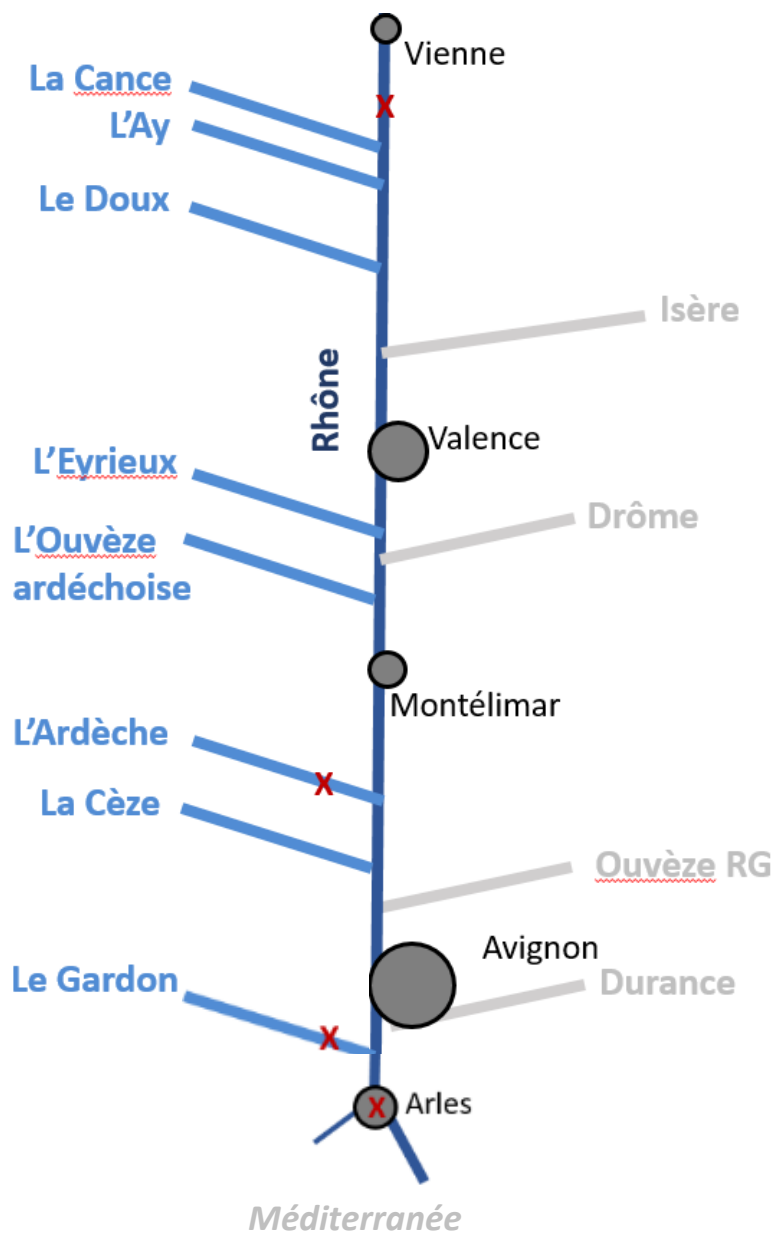 Vienne
La Cance
X
L'Ay
Le Doux
Isère
Rhône
Valence
L'Eyrieux
Drôme
L'Ouvèze
ardéchoise
Montélimar
L'Ardèche
X
La Cèze
Ouvèze RG
Avignon
Le Gardon
Durance
X
X
Arles
Méditerranée